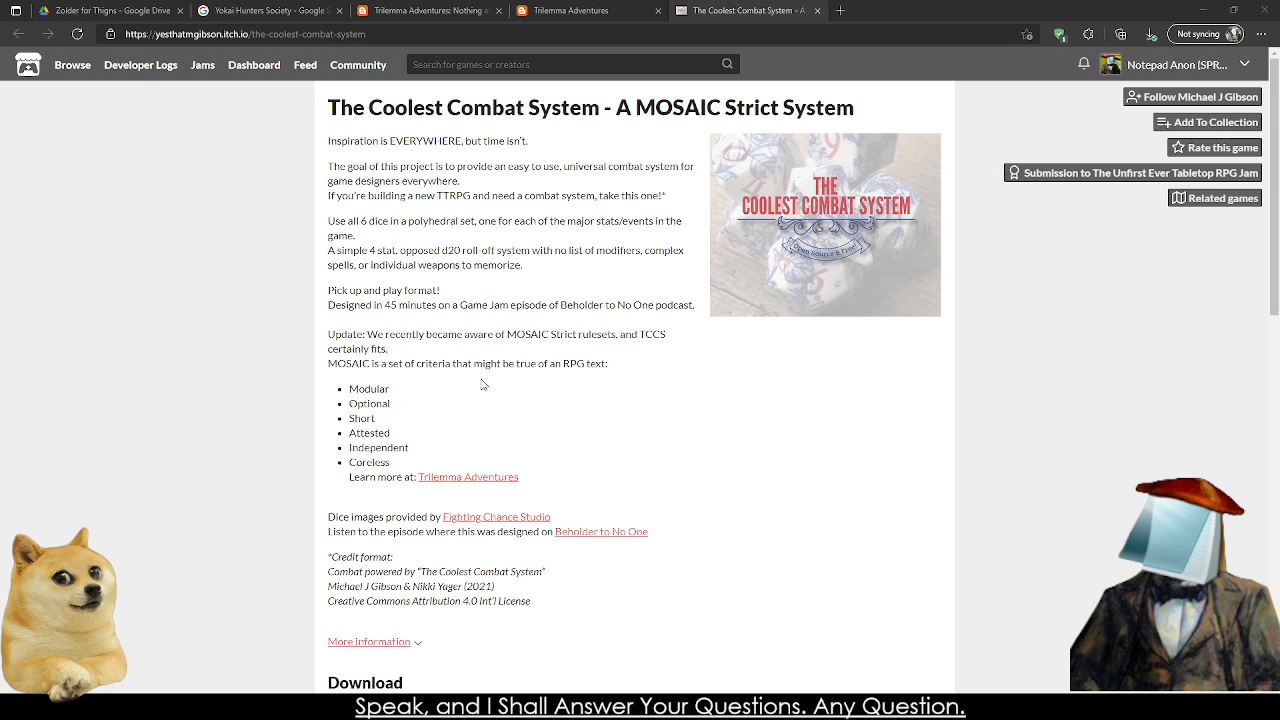 Zolder for Thigns - Google Drive
Yokai Hunters Society - Google S
Trilemma Adventures: Nothing a
Trilemma Adventures
The Coolest Combat System - A
https://yesthatmgibson.itch.io/the-coolest-combat-system
Not syncing
Browse Developer Logs Jams Dashboard Feed Community
Search for games or creators
Notepad Anon (SPR...
Follow Michael J Gibson
Add To Collection
Rate this game
Submission to The Unfirst Ever Tabletop RPG Jam
Related games
The Coolest Combat System - A MOSAIC Strict System
Inspiration is EVERYWHERE, but time isn't.
The goal of this project is to provide an easy to use, universal combat system for
game designers everywhere.
If you're building a new TTRPG and need a combat system, take this one!*
Use all 6 dice in a polyhedral set, one for each of the major stats/events in the
game.
A simple 4 stat, opposed d20 roll-off system with no list of modifiers, complex
spells, or individual weapons to memorize.
Pick up and play format!
Designed in 45 minutes on a Game Jam episode of Beholder to No One podcast.
Update: We recently became aware of MOSAIC Strict rulesets, and TCCS
certainly fits.
MOSAIC is a set of criteria that might be true of an RPG text:
Modular
Optional
Short
Attested
Independent
Coreless
Learn more at: Trilemma Adventures
Dice images provided by Fighting Chance Studio
Listen to the episode where this was designed on Beholder to No One
*Credit format:
Combat powered by "The Coolest Combat System"
Michael J Gibson & Nikki Yager (2021)
Creative Commons Attribution 4.0 Int'l License
More information
Download
THE
COOLEST COMBAT SYSTEM
Open Source & Free!
Speak, and I Shall Answer Your Questions. Any Question.